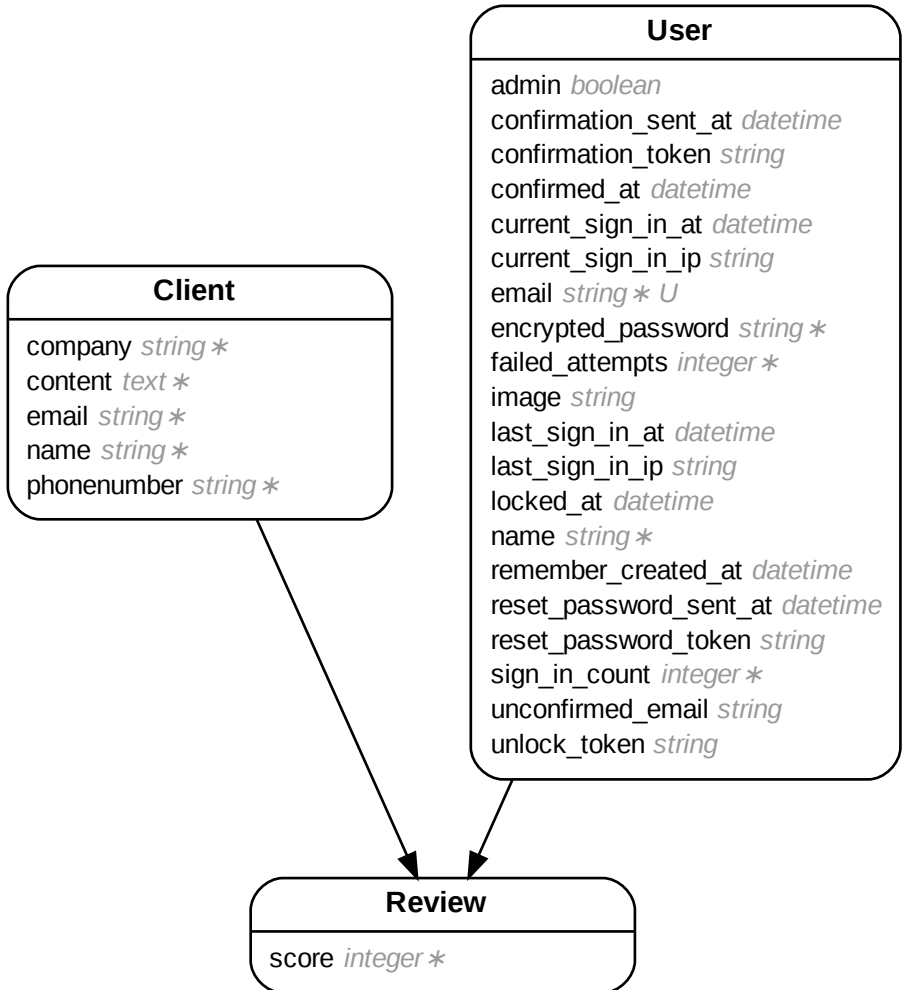 User
admin boolean
confirmation_sent_at datetime
confirmation_token string
confirmed_at datetime
current_sign_in_at datetime
current_sign_in_ip string
email string ∗ U
encrypted_password string ∗
failed_attempts integer ∗
image string
last_sign_in_at datetime
last_sign_in_ip string
locked_at datetime
name string ∗
remember_created_at datetime
reset_password_sent_at datetime
reset_password_token string
sign_in_count integer ∗
unconfirmed_email string
unlock_token string
Client
company string ∗
content text ∗
email string ∗
name string ∗
phonenumber string ∗
Review
score integer ∗